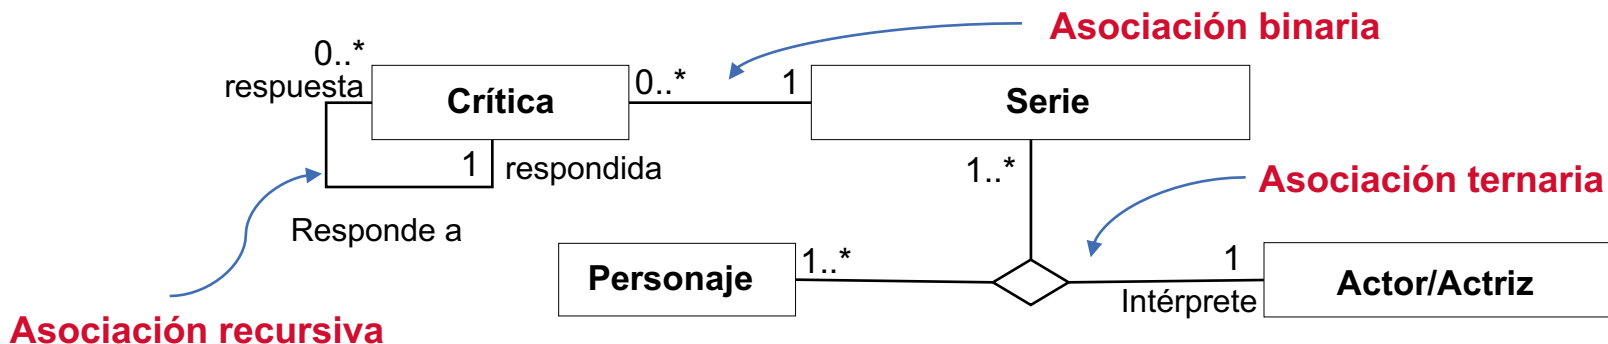 Asociación binaria
0..*
respuesta
Crítica
0..*
1
Serie
1
respondida
1..*
Asociación ternaria
Responde a
Personaje
1..*
1
Intérprete
Actor/Actriz
Asociación recursiva